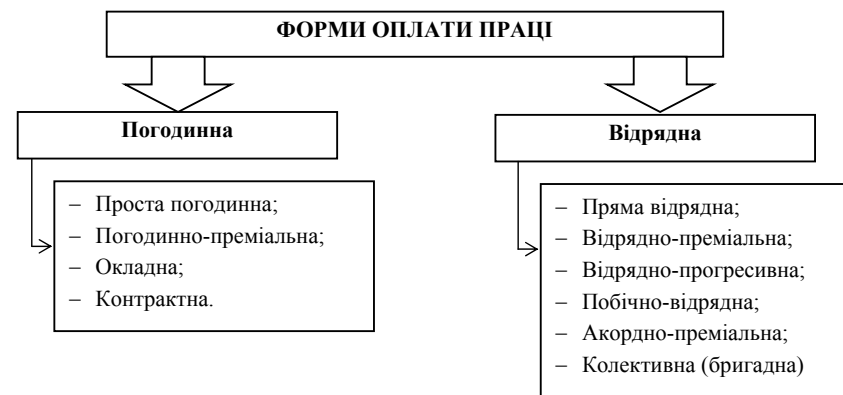 ФОРМИ ОПЛАТИ ПРАЦІ
Погодинна
– Проста погодинна;
– Погодинно-преміальна;
– Окладна;
– Контрактна.
Відрядна
– Пряма відрядна;
– Відрядно-преміальна;
– Відрядно-прогресивна;
– Побічно-відрядна;
– Акордно-преміальна;
– Колективна (бригадна)